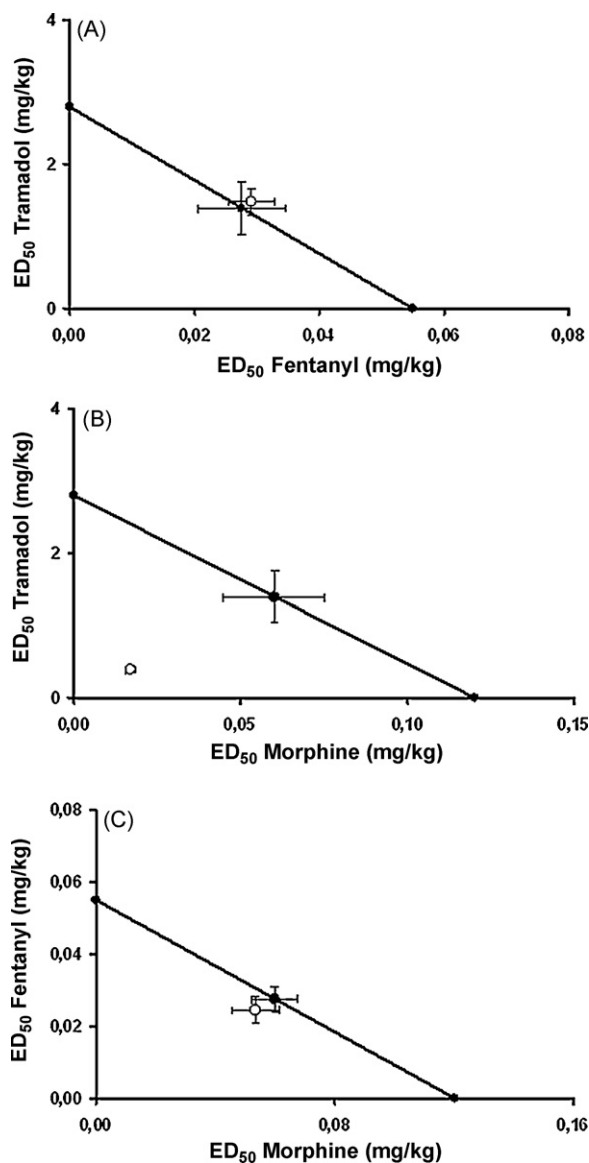 (A)
4
2
0
ED50 Tramadol (mg/kg)
0,00 0,02 0,04 0,06 0,08
ED50 Fentanyl (mg/kg)
(B)
4
2
0
ED50 Tramadol (mg/kg)
0,00 0,05 0,10 0,15
ED50 Morphine (mg/kg)
(C)
0,08
0,06
0,04
0,02
0,00
ED50 Fentanyl (mg/kg)
0,00 0,08 0,16
ED50 Morphine (mg/kg)